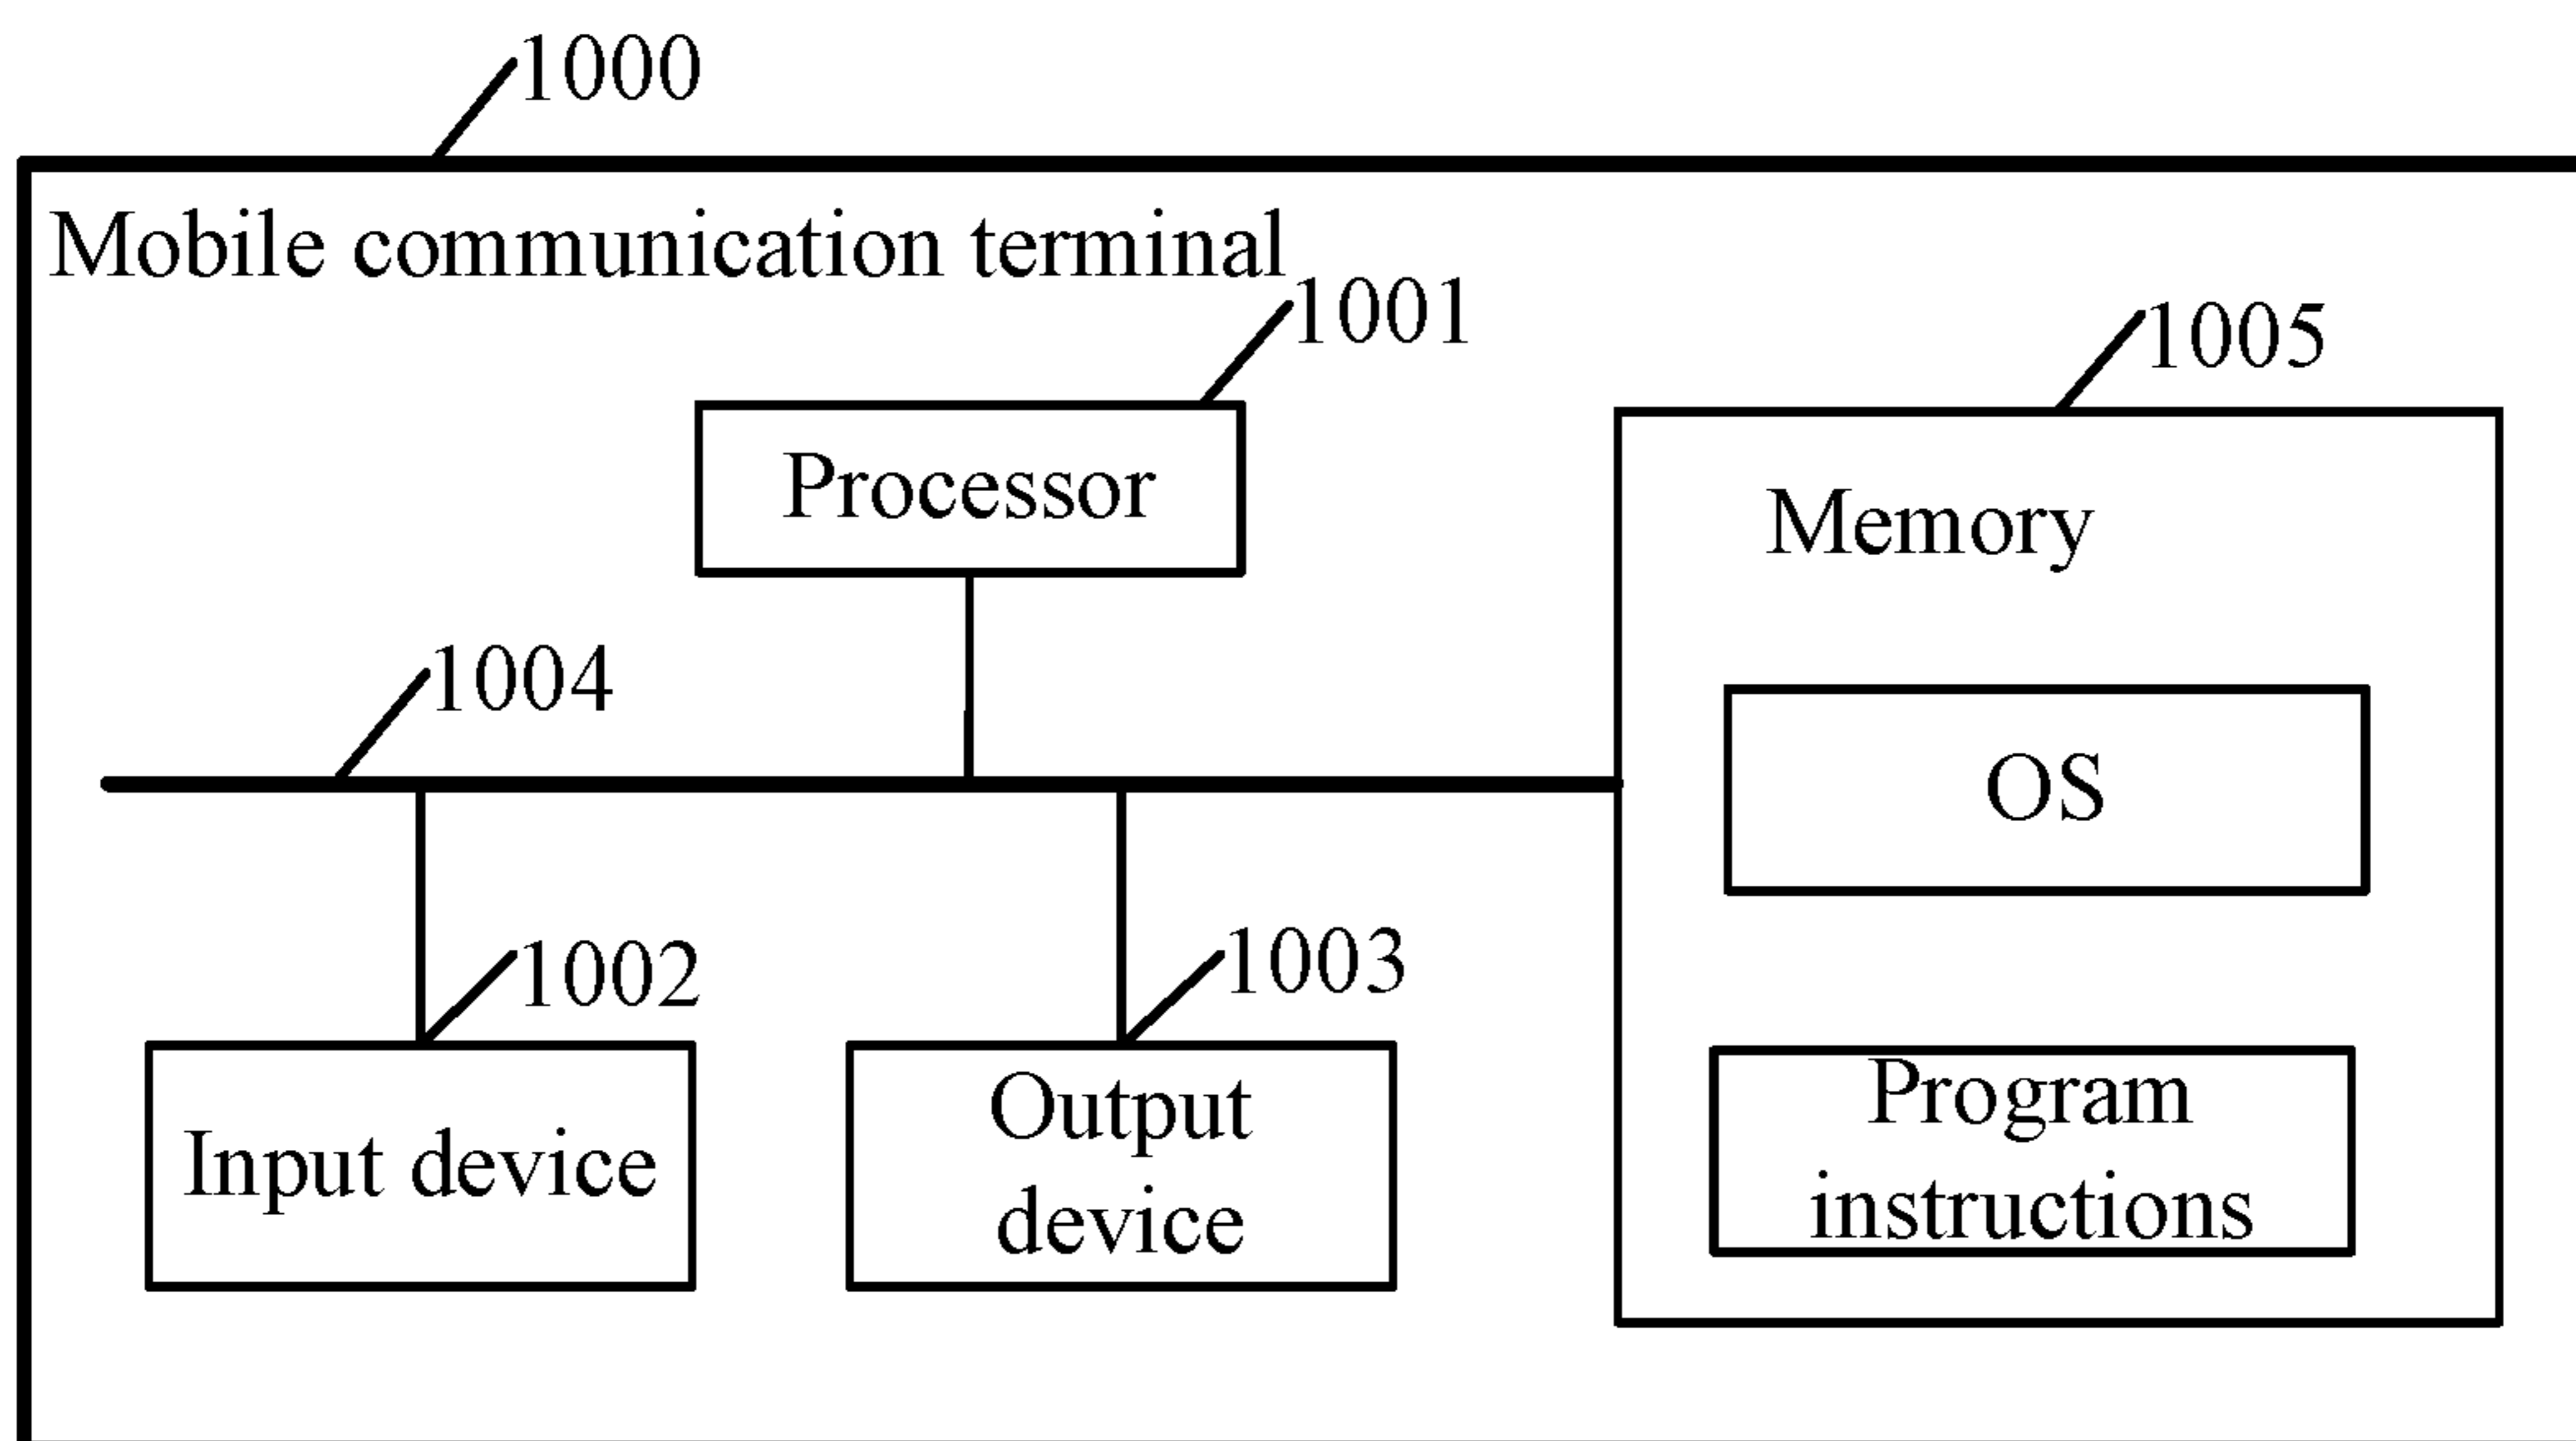 1000
Mobile communication terminal
1001
1005
Processor
Memory
1004
OS
1002
1003
Input device
Output
device
Program
instructions